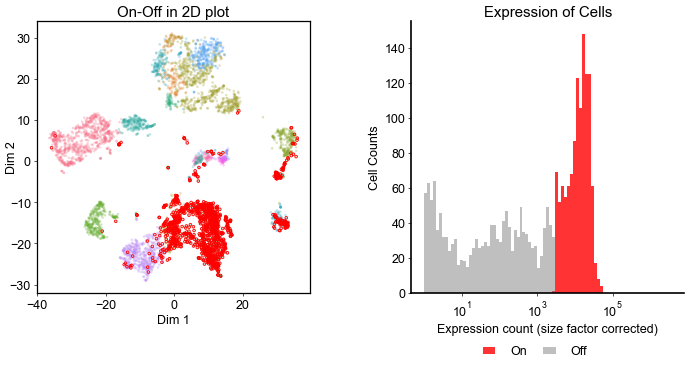 On-Off in 2D plot
30
20
10
0
−10
−20
−30
Dim 2
−40
−20
0
20
Dim 1
Expression of Cells
140
120
100
80
60
40
20
0
Cell Counts
10^1
10^3
10^5
Expression count (size factor corrected)
On
Off